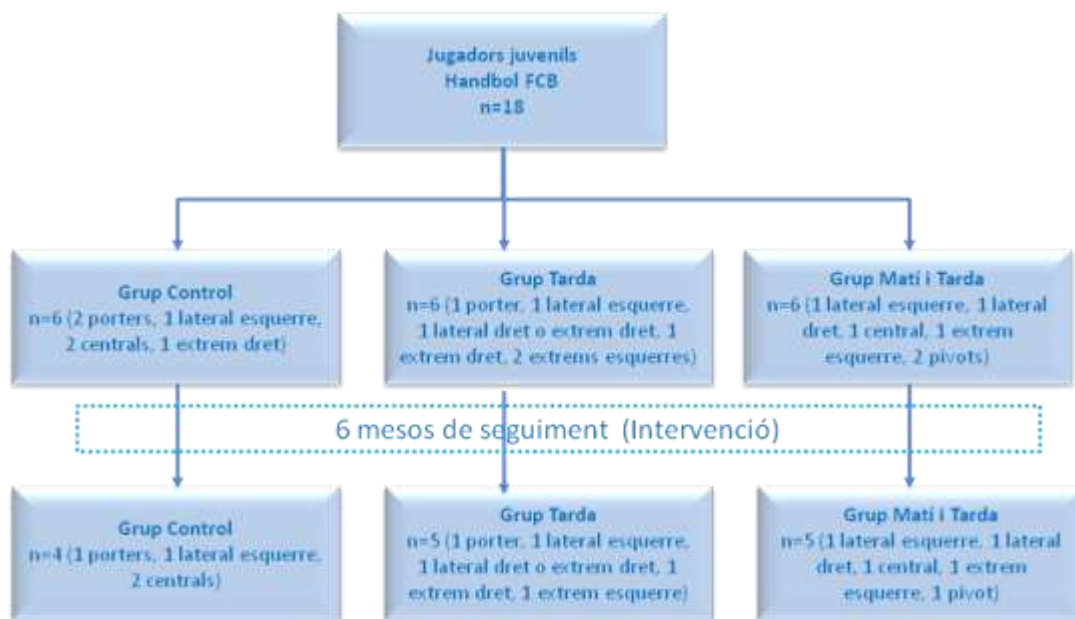 Jugadors juvenils
Handbol FCB
n=18
Grup Control
n=6 (2 porters, 1 lateral esquerre,
2 centrals, 1 extrem dret)
Grup Tarda
n=6 (1 porter, 1 lateral esquerre,
1 lateral dret o extrem dret, 1
extrem dret, 2 extrems esquerres)
Grup Matí i Tarda
n=6 (1 lateral esquerre, 1 lateral
dret, 1 central, 1 extrem
esquerre, 2 pivots)
6 mesos de seguiment (Intervenció)
Grup Control
n=4 (1 porters, 1 lateral esquerre,
2 centrals)
Grup Tarda
n=5 (1 porter, 1 lateral esquerre,
1 lateral dret o extrem dret, 1
extrem dret, 1 extrem esquerre)
Grup Matí i Tarda
n=5 (1 lateral esquerre, 1 lateral
dret, 1 central, 1 extrem
esquerre, 1 pivot)